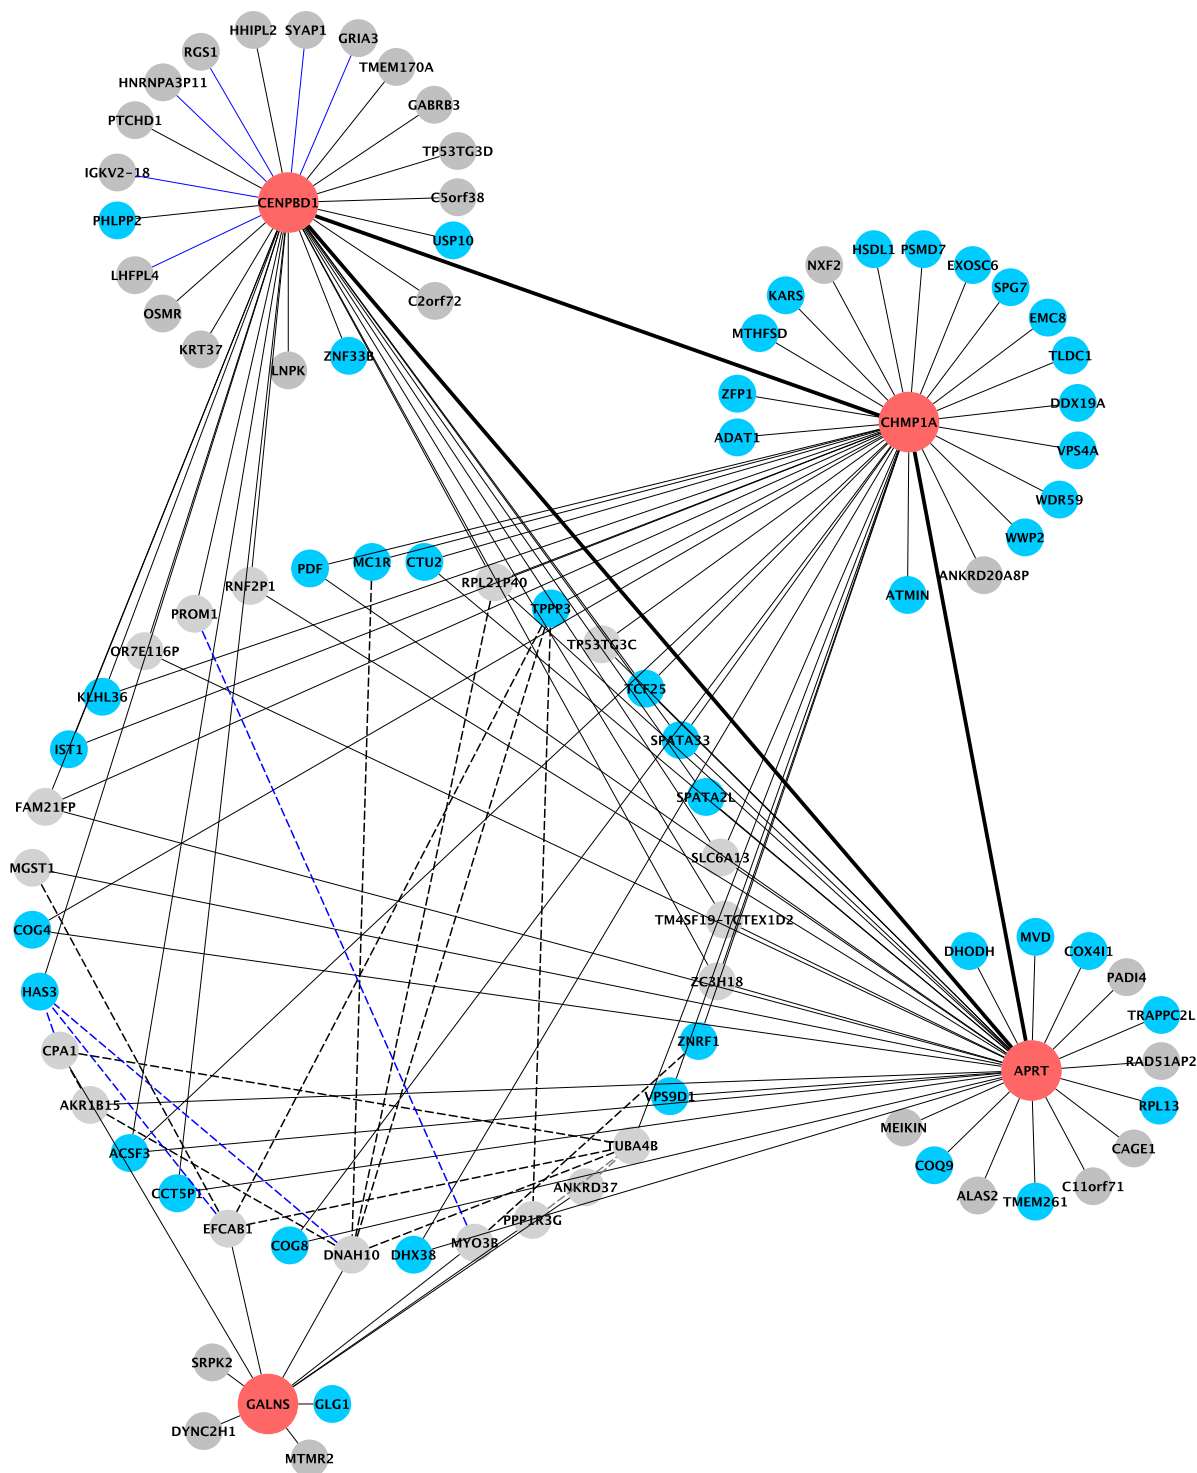 HHIPL2
SYAP1
GRIA3
RGS1
TMEM170A
HNRNPA3P11
GABRB3
PTCHD1
TP53TG3D
IGKV2-18
C5orf38
CENPBD1
PHLPP2
USP10
LHFPL4
C2orf72
OSMR
KRT37
ZNF33B
LNPK
HSDL1
PSMD7
NXF2
EXOSC6
SPG7
KARS
EMC8
MTHFSD
TLDC1
ZFP1
DDX19A
CHMP1A
ADAT1
VPS4A
WDR59
WWP2
ANKRD20A8P
ATMIN
PDF
MC1R
CTU2
RPL21P40
RNF2P1
TPPP3
PROM1
OR7E116P
TP53TG3C
KLHL36
TCF25
IST1
SPATA33
FAM21FP
SPATA2L
MGST1
SLC6A13
COG4
TM4SF19-TCTEX1D2
HAS3
ZC3H18
CPA1
ZNRF1
AKR1B15
VPS9D1
ACSF3
TUBA4B
CCT5P1
ANKRD37
EFCAB1
PPP1R3G
COG8
DNAH10
DHX38
MYO3B
DHODH
MVD
COX4I1
PADI4
TRAPPC2L
RAD51AP2
APRT
RPL13
MEIKIN
CAGE1
COQ9
C11orf71
ALAS2
TMEM261
SRPK2
GALNS
GLG1
DYNC2H1
MTMR2